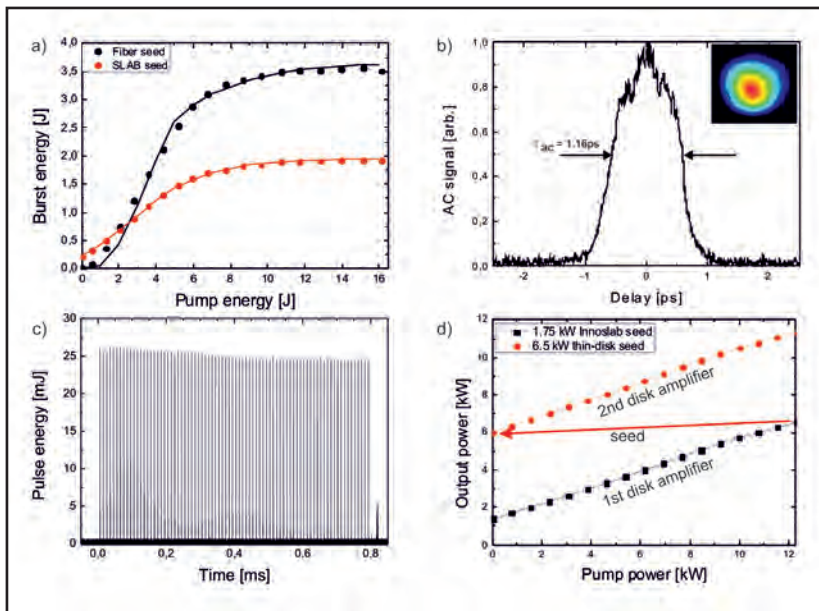 a)
Fiber seed
SLAB seed
Burst energy [J]
4,0
3,5
3,0
2,5
2,0
1,5
1,0
0,5
0,0
0 2 4 6 8 10 12 14 16
Pump energy [J]
b)
AC signal [arb.]
1,0
0,8
0,6
0,4
0,2
0,0
ac = 1.16ps
-2 -1 0 1 2
Delay [ps]
c)
Pulse energy [mJ]
30
25
20
15
10
5
0
0,0 0,2 0,4 0,6 0,8
Time [ms]
d)
1.75 kW Innoslab seed
6.5 kW thin-disk seed
Output power [kW]
12
10
8
6
4
2
0
2nd disk amplifier
seed
1st disk amplifier
0 2 4 6 8 10 12
Pump power [kW]